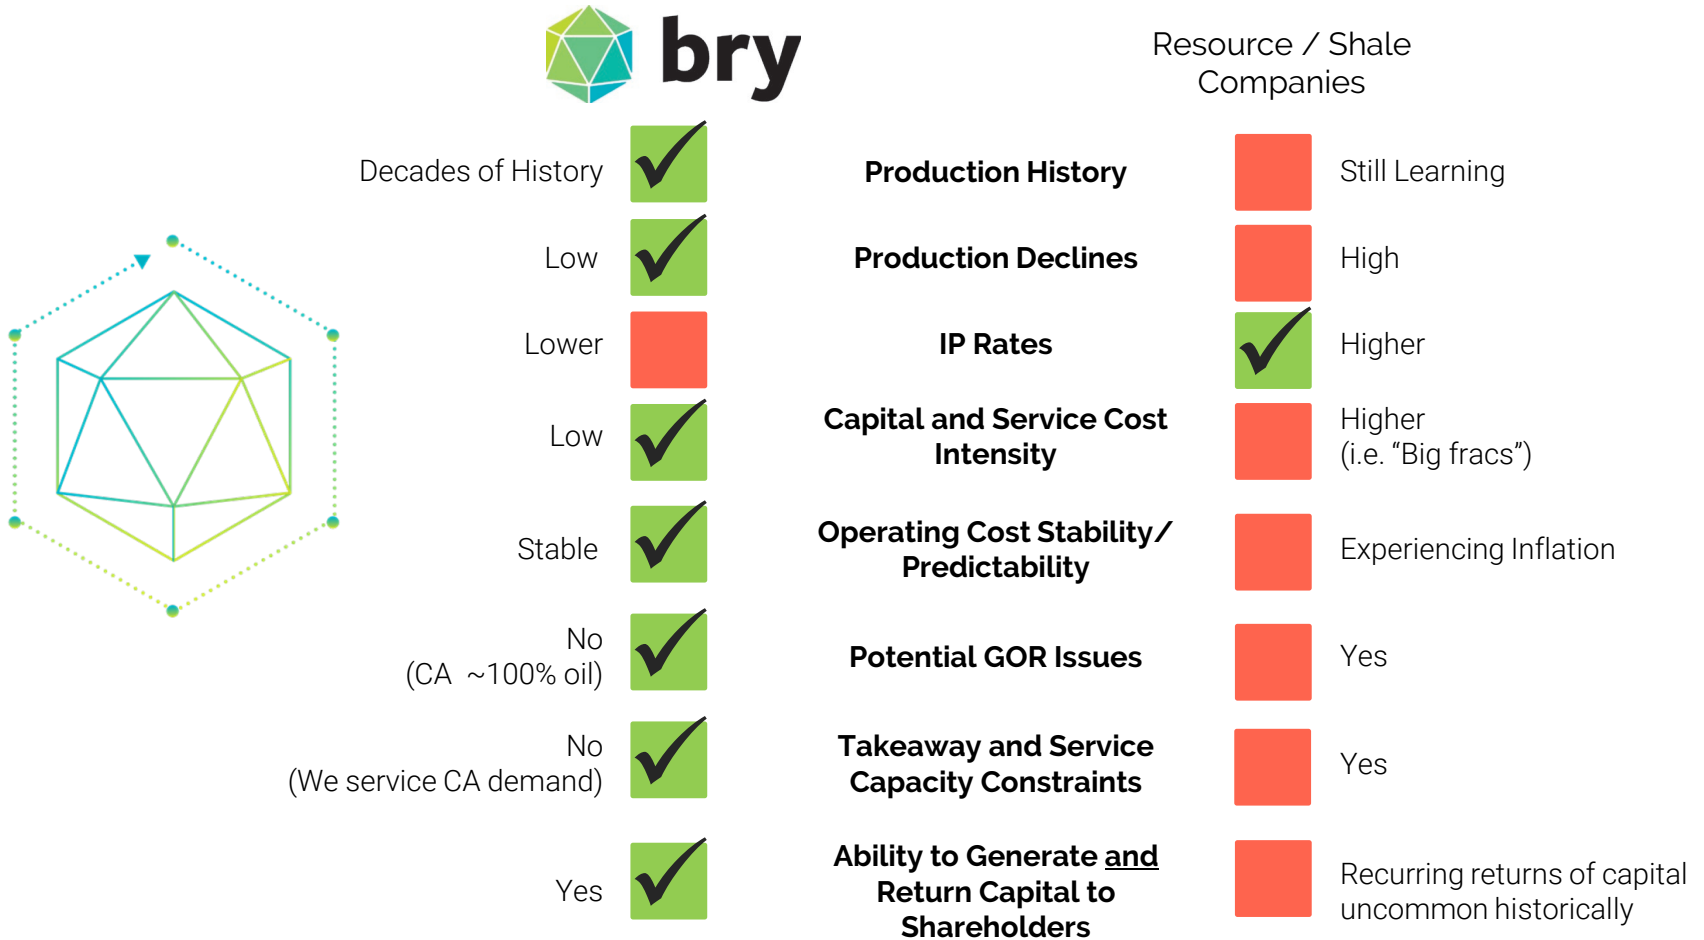 bry
Resource / Shale
Companies
Decades of History
Production History
Still Learning
Low
Production Declines
High
Lower
IP Rates
Higher
Low
Capital and Service Cost
Intensity
Higher
(i.e. “Big fracs”)
Stable
Operating Cost Stability/
Predictability
Experiencing Inflation
No
(CA ~100% oil)
Potential GOR Issues
Yes
No
(We service CA demand)
Takeaway and Service
Capacity Constraints
Yes
Yes
Ability to Generate and
Return Capital to
Shareholders
Recurring returns of capital
uncommon historically